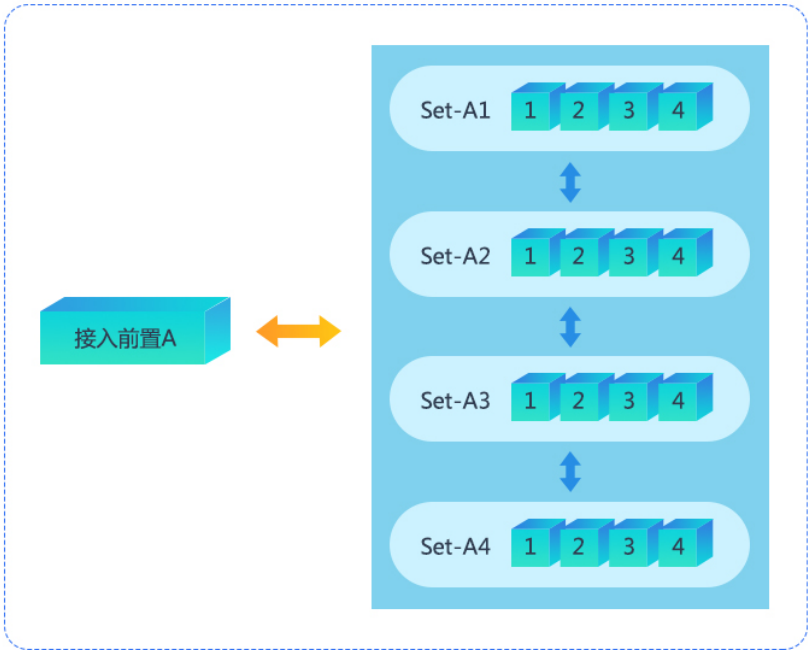 Set-A1 1 2 3 4
Set-A2 1 2 3 4
接入前置A
Set-A3 1 2 3 4
Set-A4 1 2 3 4